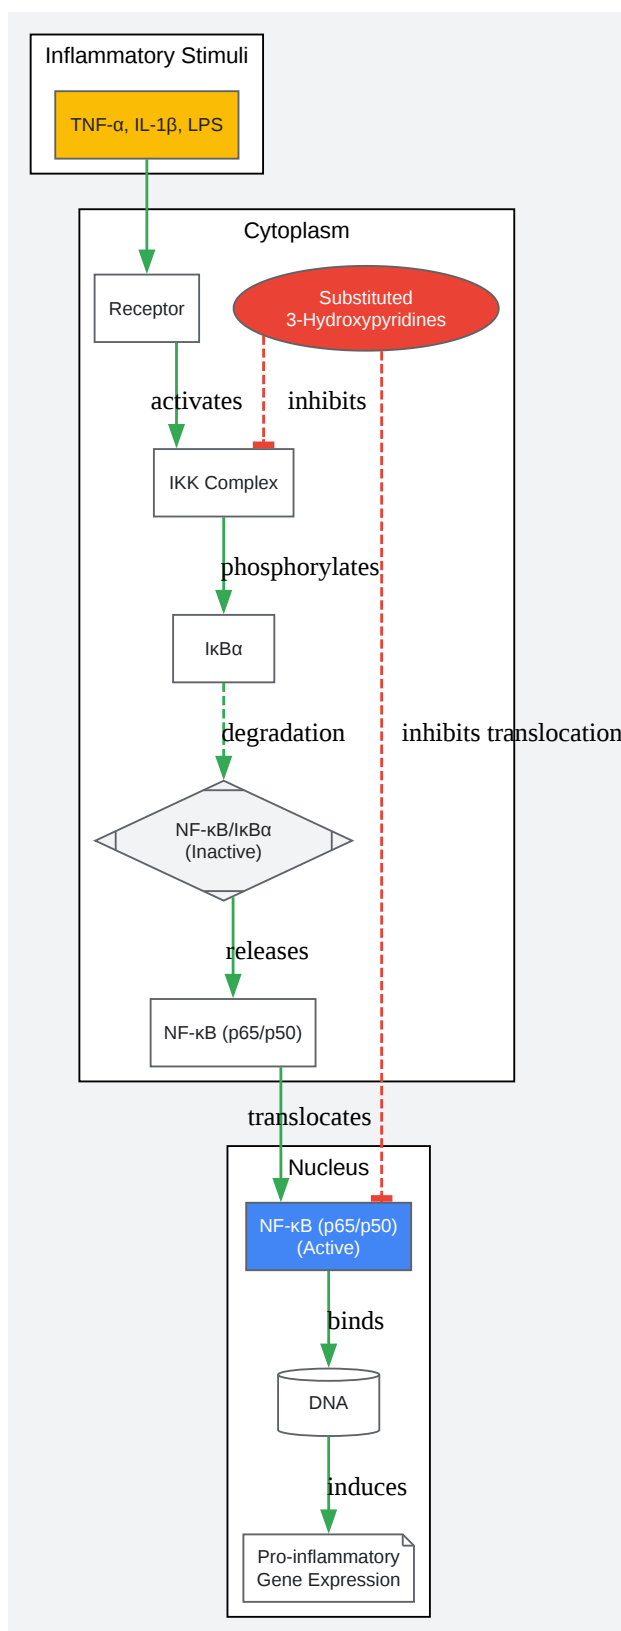 Inflammatory Stimuli
TNF-α, IL-1β, LPS
Cytoplasm
Receptor
Substituted
3-Hydroxypyridines
activates
inhibits
IKK Complex
phosphorylates
IκBα
degradation
inhibits translocation
NF-κB/IκBα
(Inactive)
releases
NF-κB (p65/p50)
translocates
Nucleus
NF-κB (p65/p50)
(Active)
binds
DNA
induces
Pro-inflammatory
Gene Expression